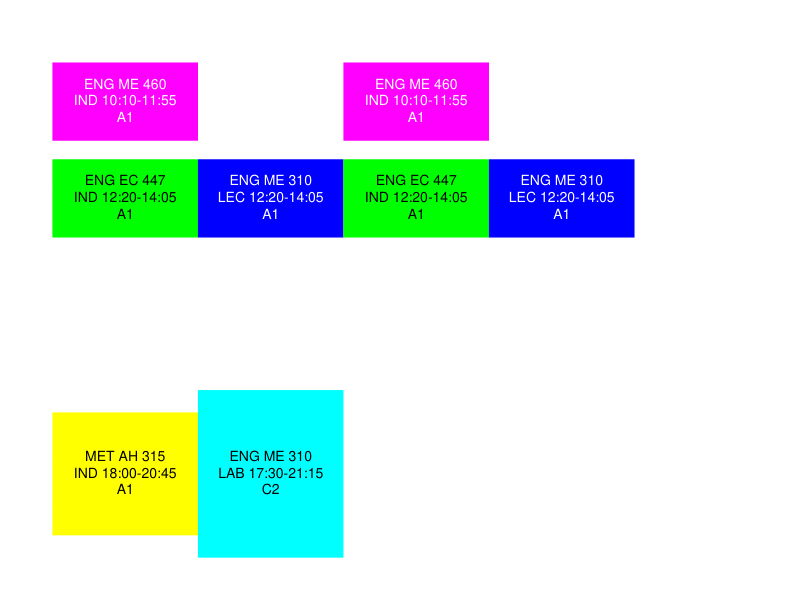 ENG ME 460
IND 10:10-11:55
A1
ENG ME 460
IND 10:10-11:55
A1
ENG EC 447
IND 12:20-14:05
A1
ENG ME 310
LEC 12:20-14:05
A1
ENG EC 447
IND 12:20-14:05
A1
ENG ME 310
LEC 12:20-14:05
A1
MET AH 315
IND 18:00-20:45
A1
ENG ME 310
LAB 17:30-21:15
C2